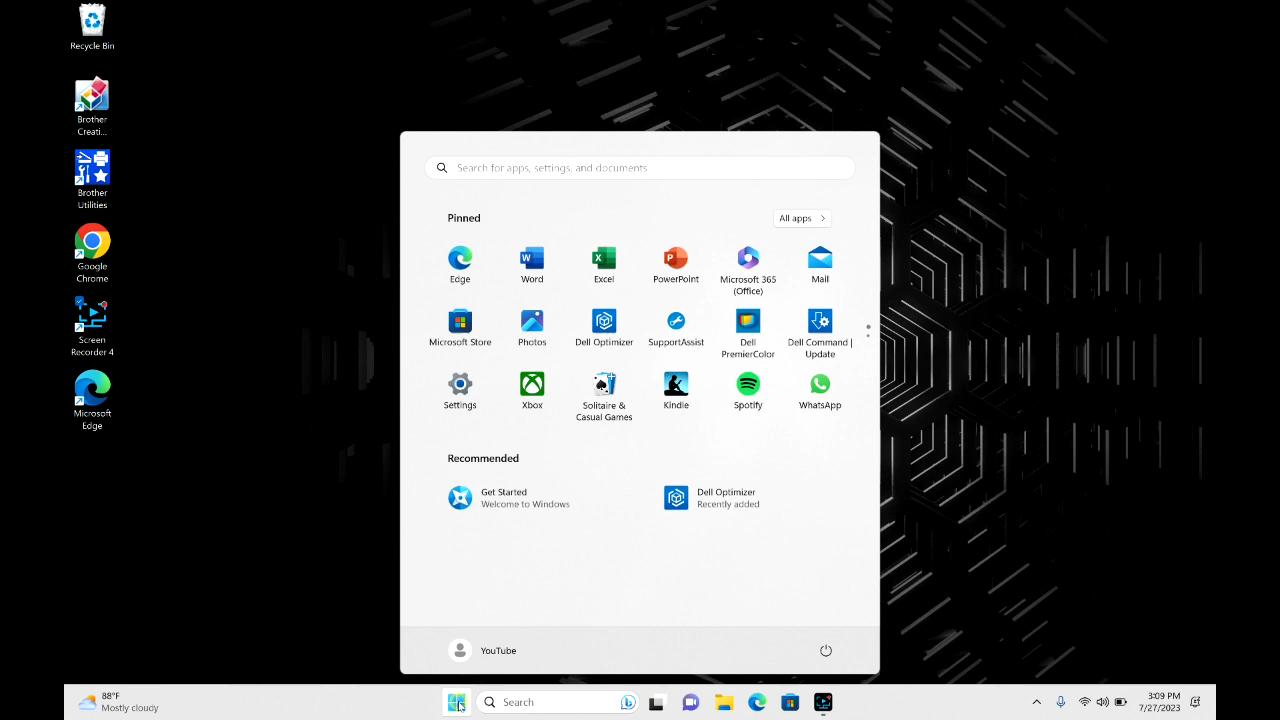 Recycle Bin
Brother
Creati...
Brother
Utilities
Google
Chrome
Screen
Recorder 4
Microsoft
Edge
Search for apps, settings, and documents
Pinned
All apps
Edge
Word
Excel
PowerPoint
Microsoft 365
(Office)
Mail
Microsoft Store
Photos
Dell Optimizer
SupportAssist
Dell
PremierColor
Dell Command |
Update
Settings
Xbox
Solitaire &
Casual Games
Kindle
Spotify
WhatsApp
Recommended
Get Started
Welcome to Windows
Dell Optimizer
Recently added
YouTube
88°F
Mostly cloudy
Search
3:09 PM
7/27/2023